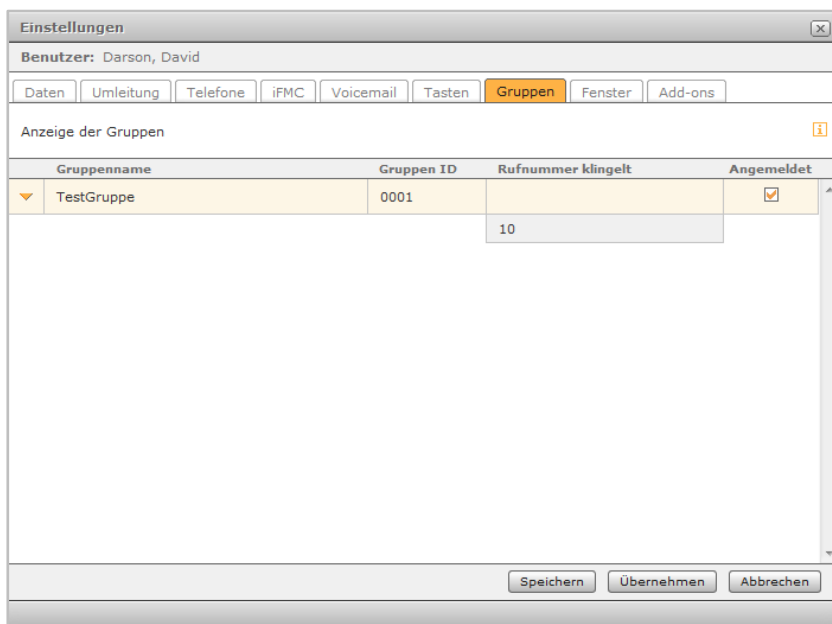 Einstellungen
Benutzer: Darson, David
Daten Umleitung Telefone iFMC Voicemail Tasten Gruppen Fenster Add-ons
Anzeige der Gruppen
Gruppenname Gruppen ID Rufnummer klingelt Angemeldet
TestGruppe 0001
10
Speichern Übernehmen Abbrechen